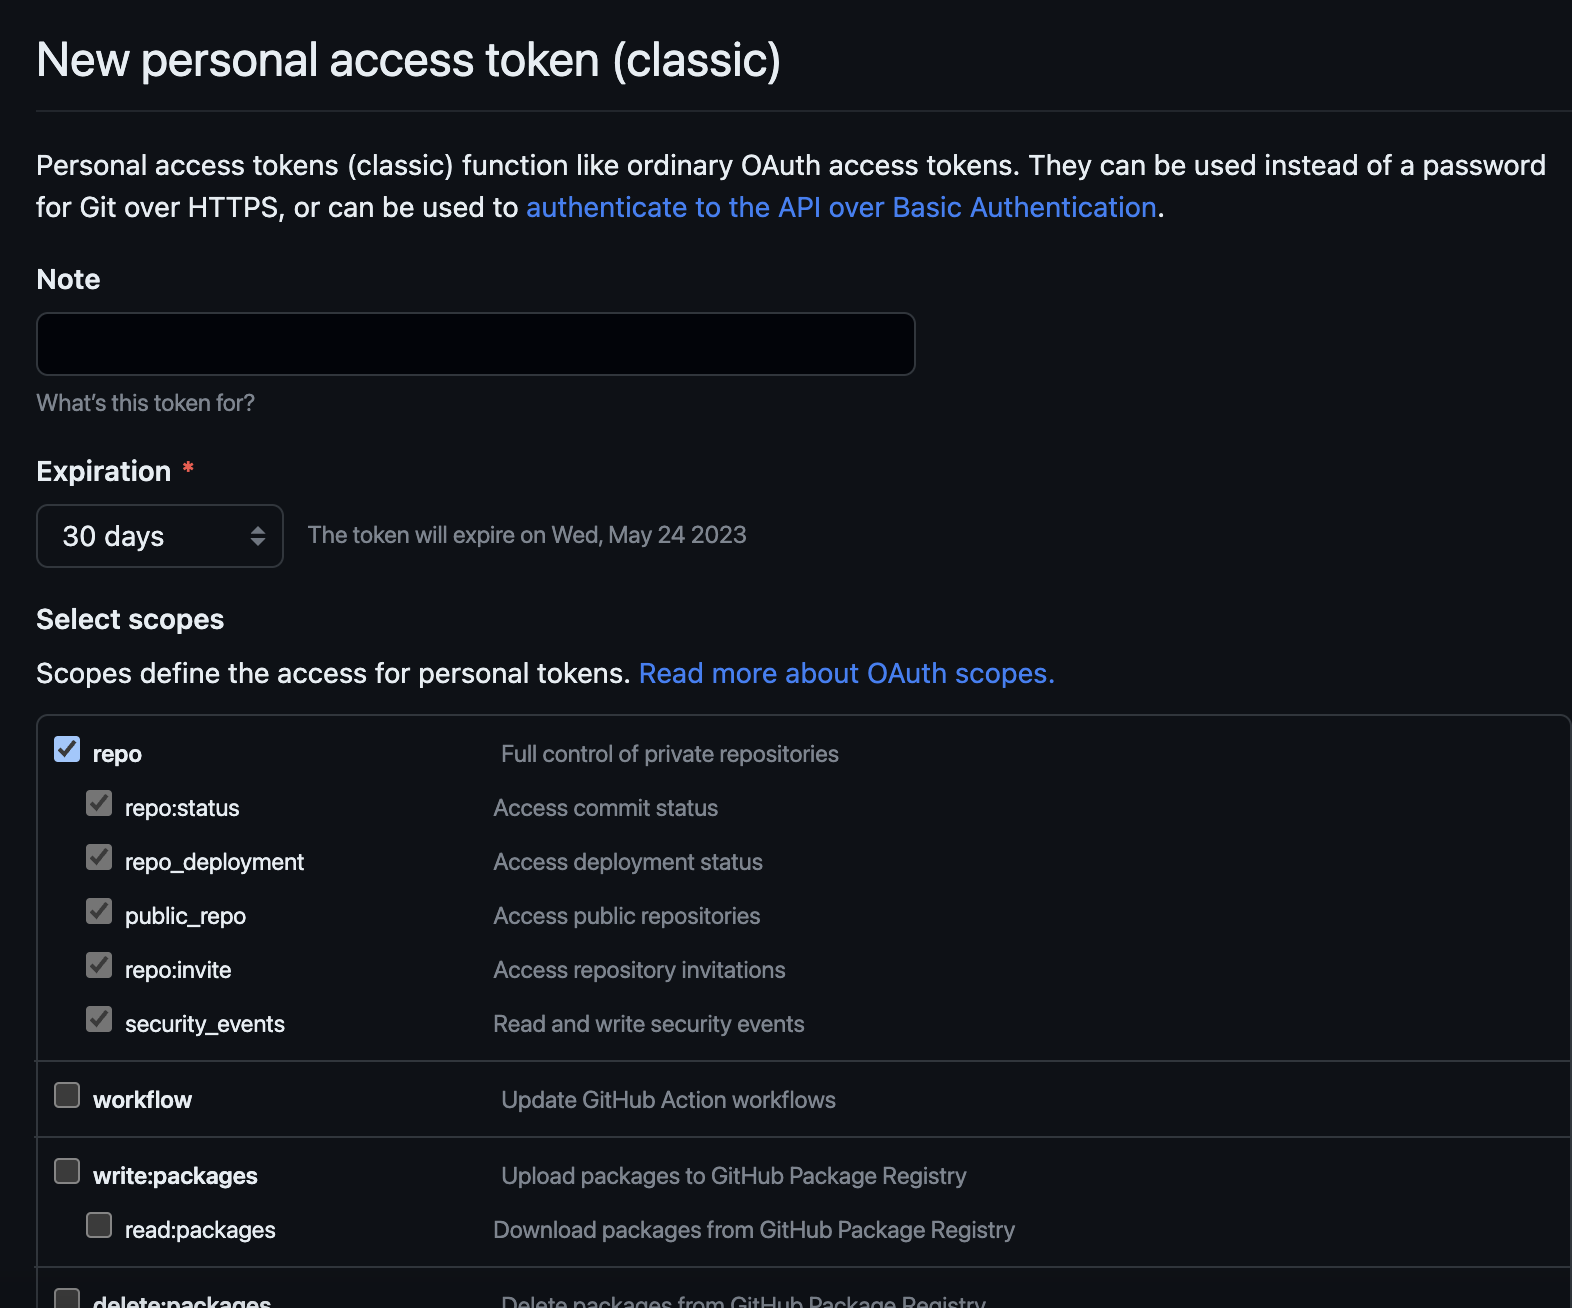 New personal access token (classic)
Personal access tokens (classic) function like ordinary OAuth access tokens. They can be used instead of a password
for Git over HTTPS, or can be used to authenticate to the API over Basic Authentication.
Note
What's this token for?
Expiration *
30 days The token will expire on Wed, May 24 2023
Select scopes
Scopes define the access for personal tokens. Read more about OAuth scopes.
repo Full control of private repositories
repo:status Access commit status
repo_deployment Access deployment status
public_repo Access public repositories
repo:invite Access repository invitations
security_events Read and write security events
workflow Update GitHub Action workflows
write:packages Upload packages to GitHub Package Registry
read:packages Download packages from GitHub Package Registry
delete:packages Delete packages from GitHub Package Registry